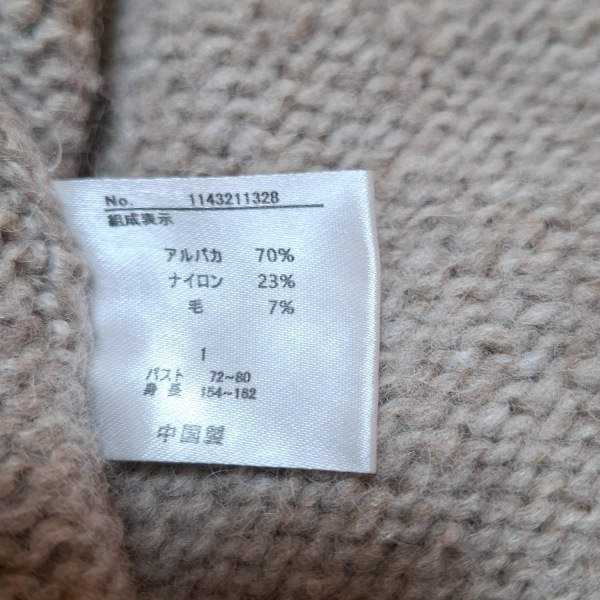 No. 1143211328
組成表示
アルパカ 70%
ナイロン 23%
毛 7%
1
バスト 72~80
身長 154~162
中国製